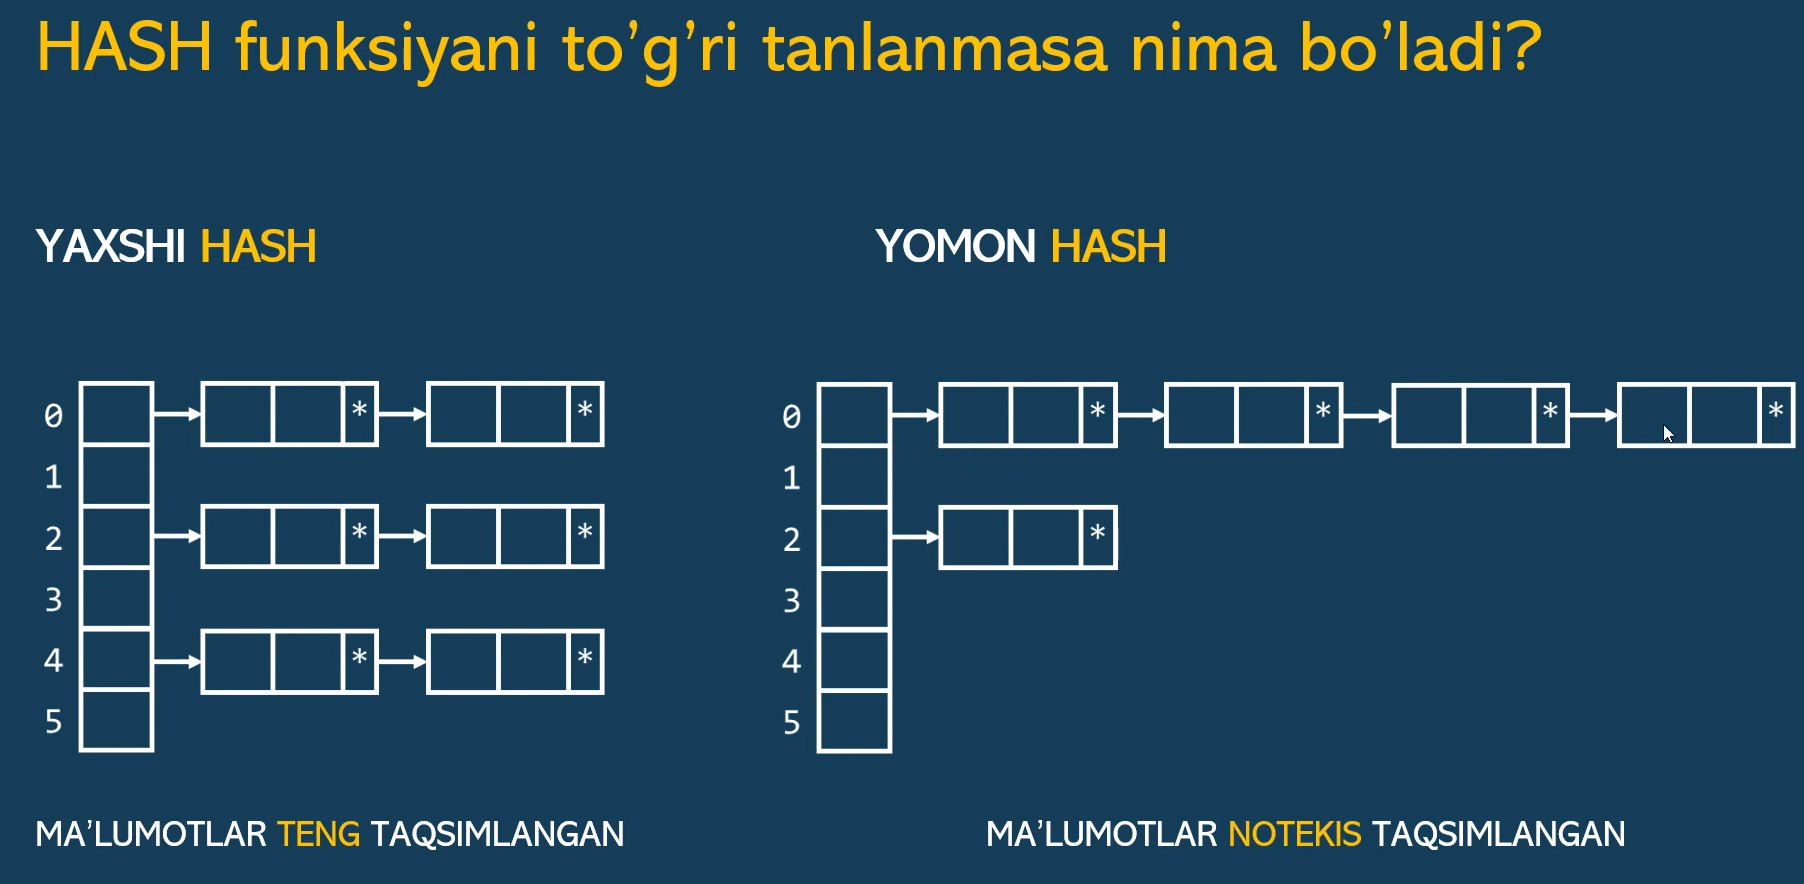 HASH funksiyani to’g’ri tanlanmasa nima bo’ladi?
YAXSHI HASH
0
* *
1
2
* *
3
4
* *
5
MA’LUMOTLAR TENG TAQSIMLANGAN
YOMON HASH
0
* * * *
1
2
*
3
4
5
MA’LUMOTLAR NOTEKIS TAQSIMLANGAN